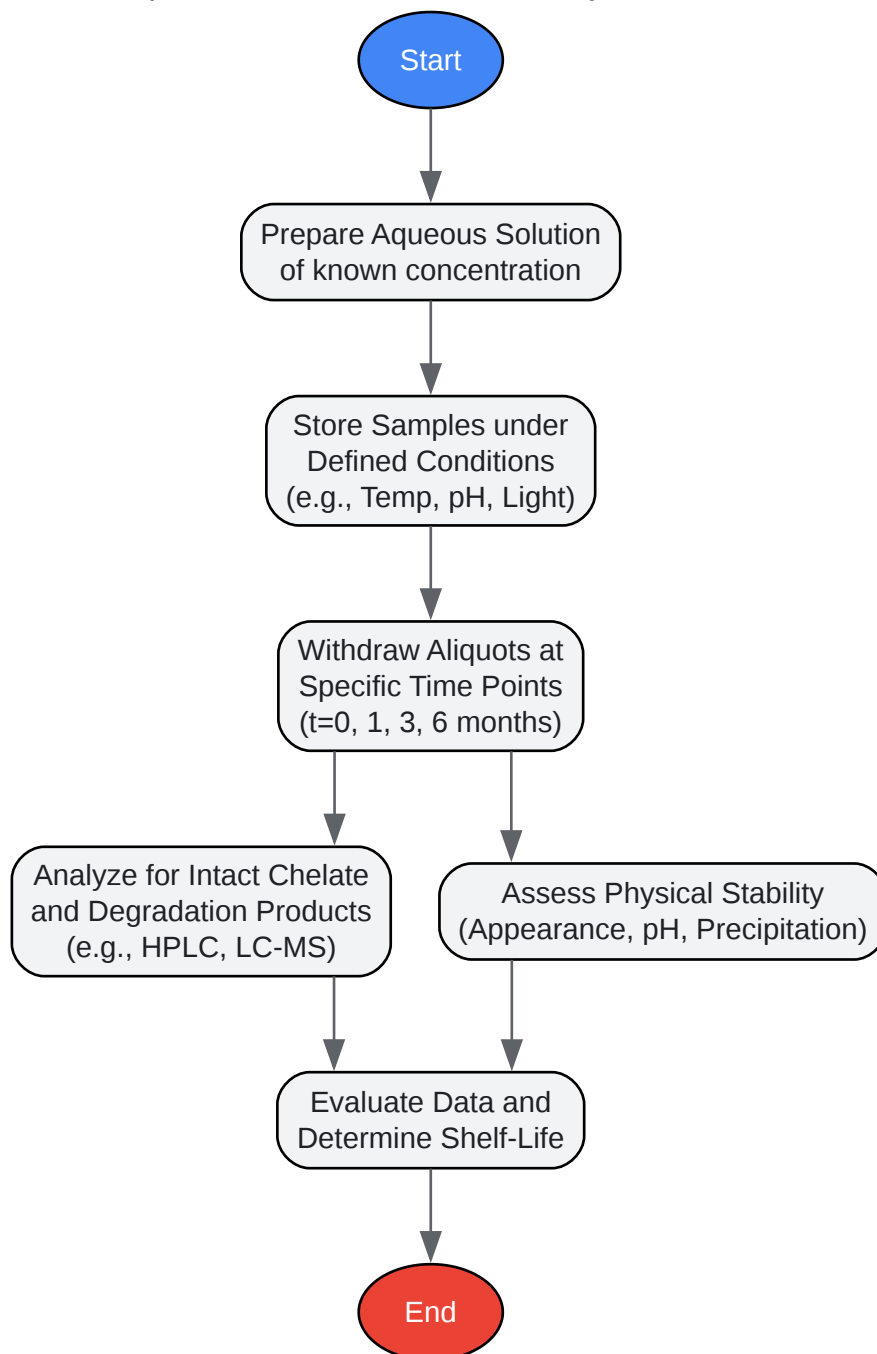 Start
Prepare Aqueous Solution
of known concentration
Store Samples under
Defined Conditions
(e.g., Temp, pH, Light)
Withdraw Aliquots at
Specific Time Points
(t=0, 1, 3, 6 months)
Analyze for Intact Chelate
and Degradation Products
(e.g., HPLC, LC-MS)
Assess Physical Stability
(Appearance, pH, Precipitation)
Evaluate Data and
Determine Shelf-Life
End